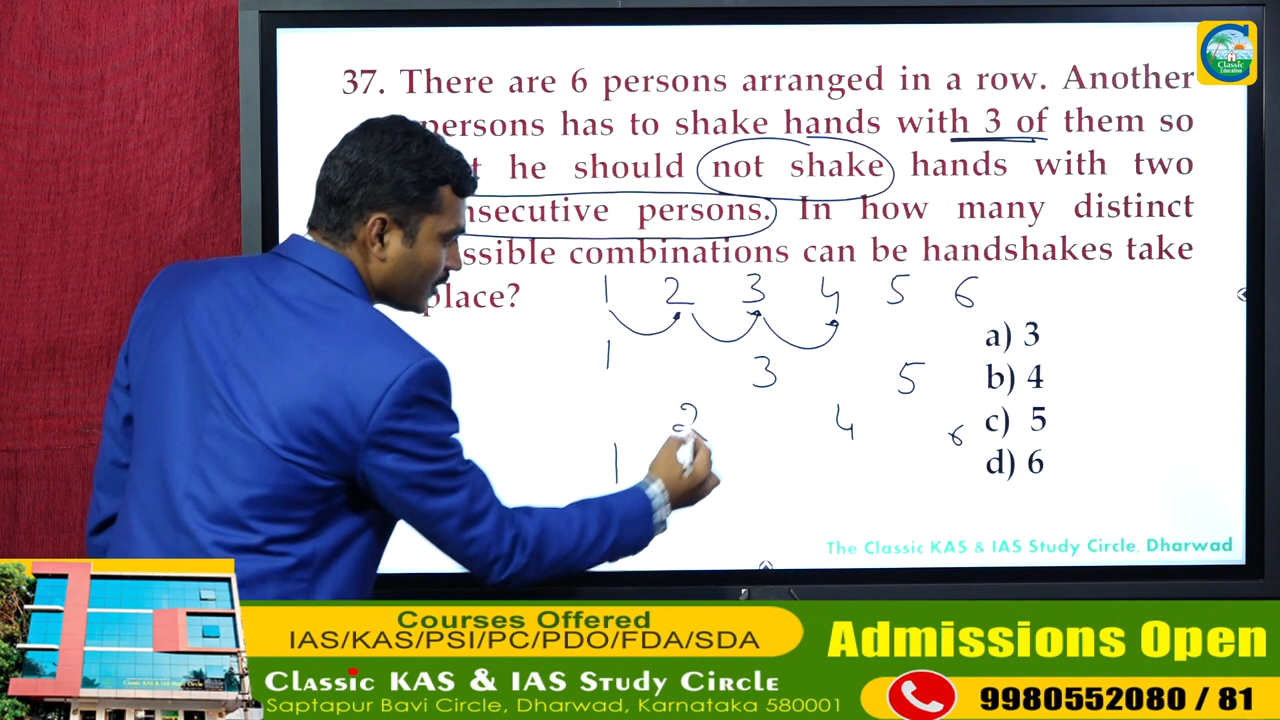 Classic
Education
37. There are 6 persons arranged in a row. Another
persons has to shake hands with 3 of them so
he should not shake hands with two
nsecutive persons. In how many distinct
ssible combinations can be handshakes take
place?
1 2 3 4 5 6
a) 3
1 3 5
b) 4
2 4 6
c) 5
1
d) 6
The Classic KAS & IAS Study Circle, Dharwad
Courses Offered
IAS/KAS/PSI/PC/PDO/FDA/SDA
Classic KAS & IAS Study Circle
Saptapur Bavi Circle, Dharwad, Karnataka 580001
Admissions Open
9980552080 / 81